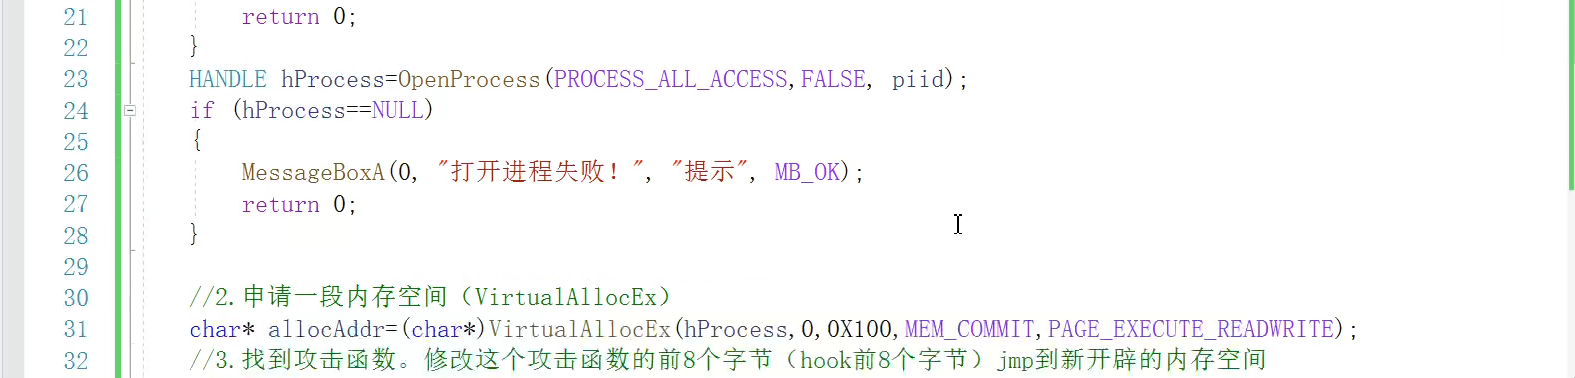 21 return 0;
22 }
23 HANDLE hProcess=OpenProcess(PROCESS_ALL_ACCESS,FALSE, piid);
24 if (hProcess==NULL)
25 {
26 MessageBoxA(0, "打开进程失败！", "提示", MB_OK);
27 return 0;
28 }
29
30 //2.申请一段内存空间（VirtualAllocEx）
31 char* allocAddr=(char*)VirtualAllocEx(hProcess,0,0X100,MEM_COMMIT,PAGE_EXECUTE_READWRITE);
32 //3.找到攻击函数。修改这个攻击函数的前8个字节（hook前8个字节）jmp到新开辟的内存空间